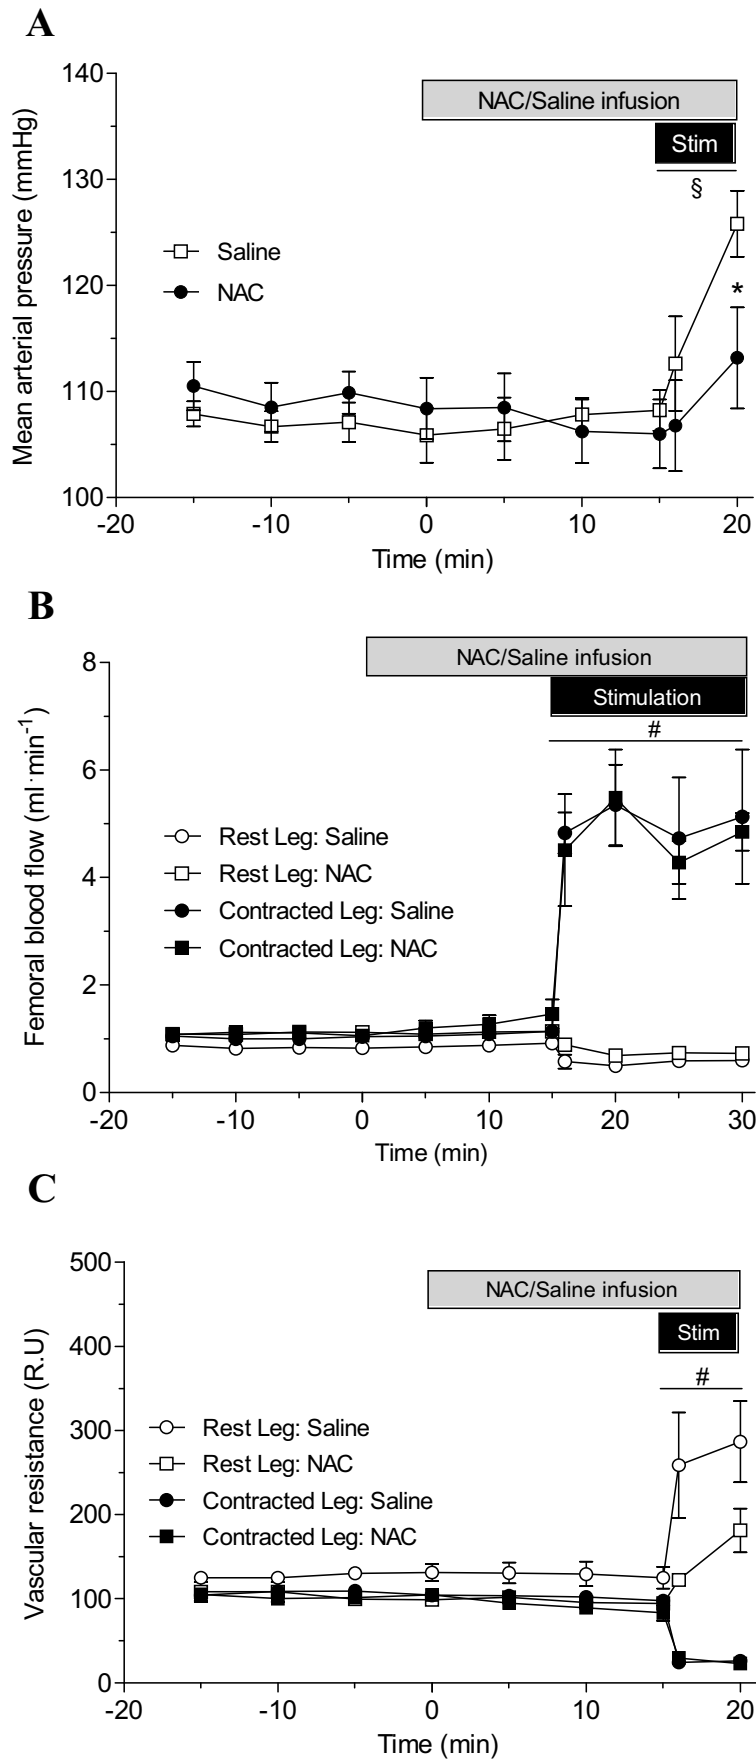 A
140
130
120
110
100
Mean arterial pressure (mmHg)
NAC/Saline infusion
Stim
§
Saline
NAC
*
-20
-10
0
10
20
Time (min)
B
8
6
4
2
0
Femoral blood flow (ml·min⁻¹)
NAC/Saline infusion
Stimulation
#
Rest Leg: Saline
Rest Leg: NAC
Contracted Leg: Saline
Contracted Leg: NAC
-20
-10
0
10
20
30
Time (min)
C
500
400
300
200
100
0
Vascular resistance (R.U)
NAC/Saline infusion
Stim
#
Rest Leg: Saline
Rest Leg: NAC
Contracted Leg: Saline
Contracted Leg: NAC
-20
-10
0
10
20
Time (min)